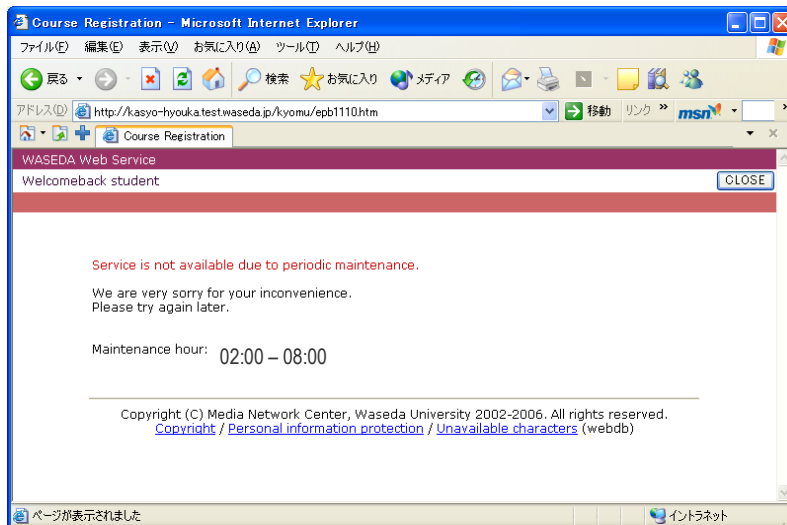 Course Registration - Microsoft Internet Explorer
ファイル(F) 編集(E) 表示(V) お気に入り(A) ツール(T) ヘルプ(H)
戻る 検索 お気に入り メディア
アドレス(D) http://kasyo-hyouka.test.waseda.jp/kyomu/epb1110.htm 移動 リンク » msn »
Course Registration
WASEDA Web Service
Welcomeback student CLOSE
Service is not available due to periodic maintenance.
We are very sorry for your inconvenience.
Please try again later.
Maintenance hour: 02:00 – 08:00
Copyright (C) Media Network Center, Waseda University 2002-2006. All rights reserved.
Copyright / Personal information protection / Unavailable characters (webdb)
ページが表示されました イントラネット